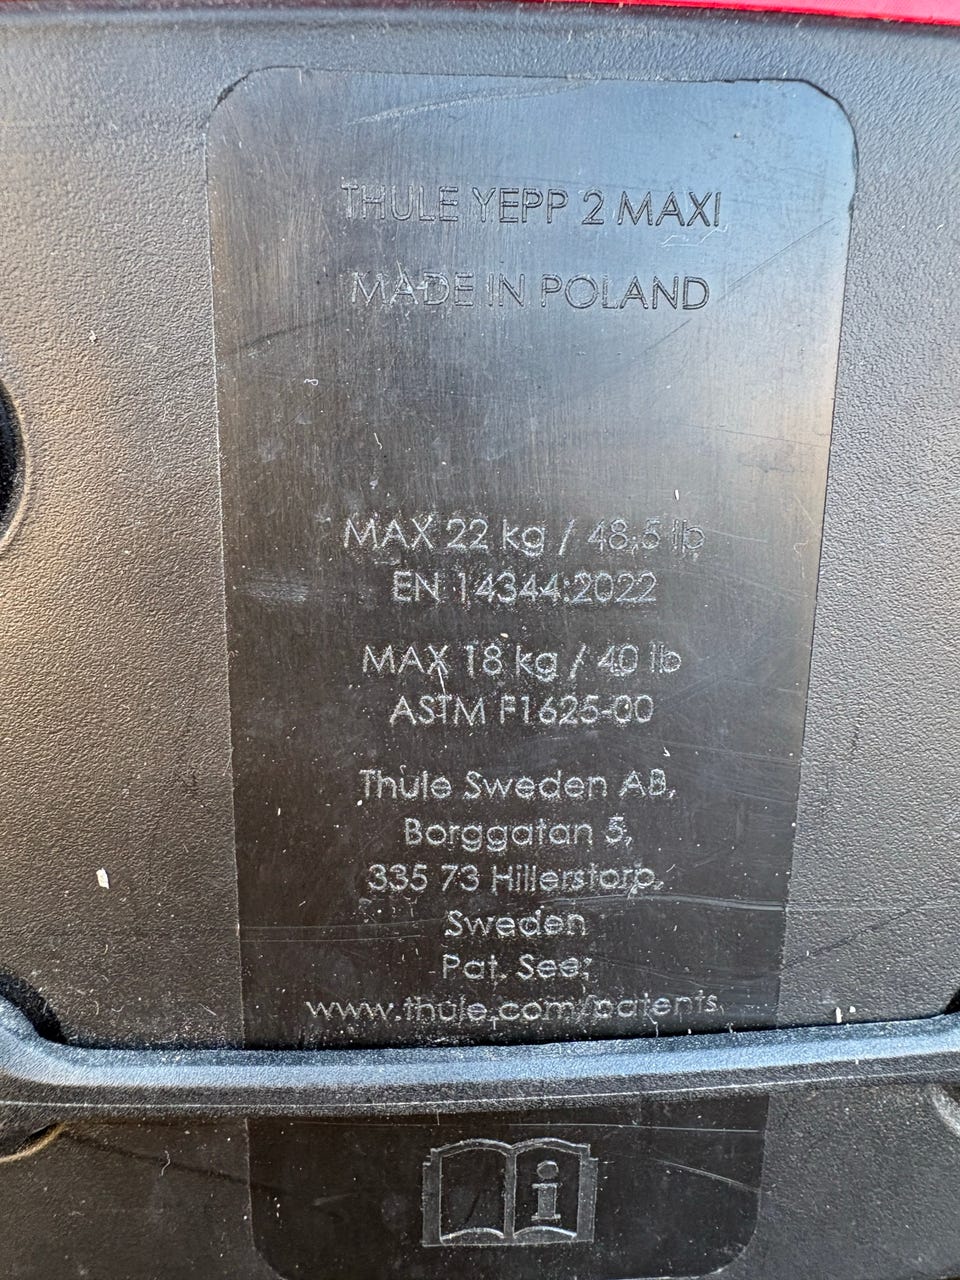 THULE YEPP 2 MAXI
MADE IN POLAND
MAX 22 kg / 48,5 lb
EN 14344:2022
MAX 18 kg / 40 lb
ASTM F1625-00
Thule Sweden AB,
Borggatan 5,
335 73 Hillerstorp,
Sweden
Pat. See:
www.thule.com/patents
i